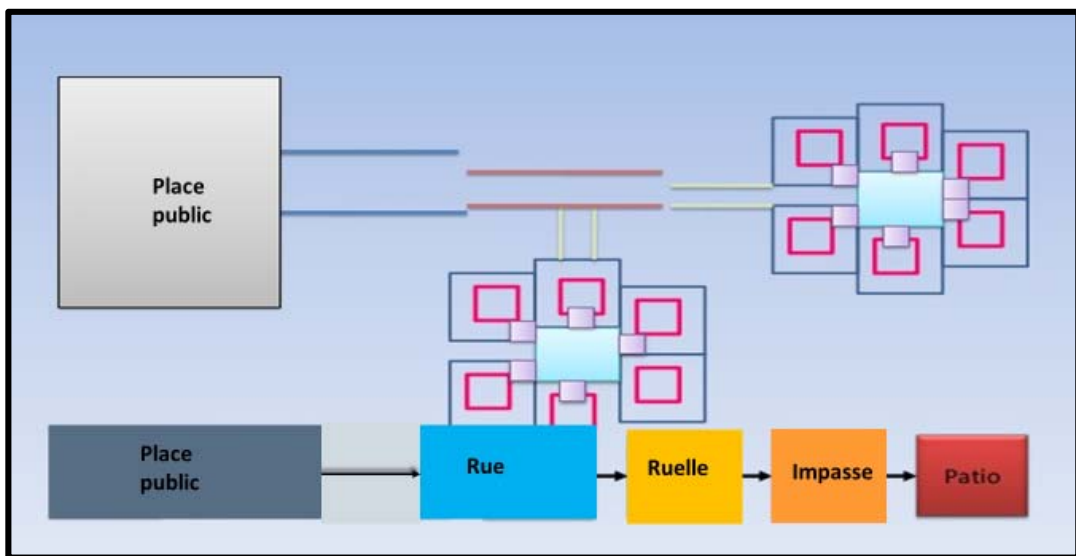 Place
public
Place
public
Rue
Ruelle
Impasse
Patio